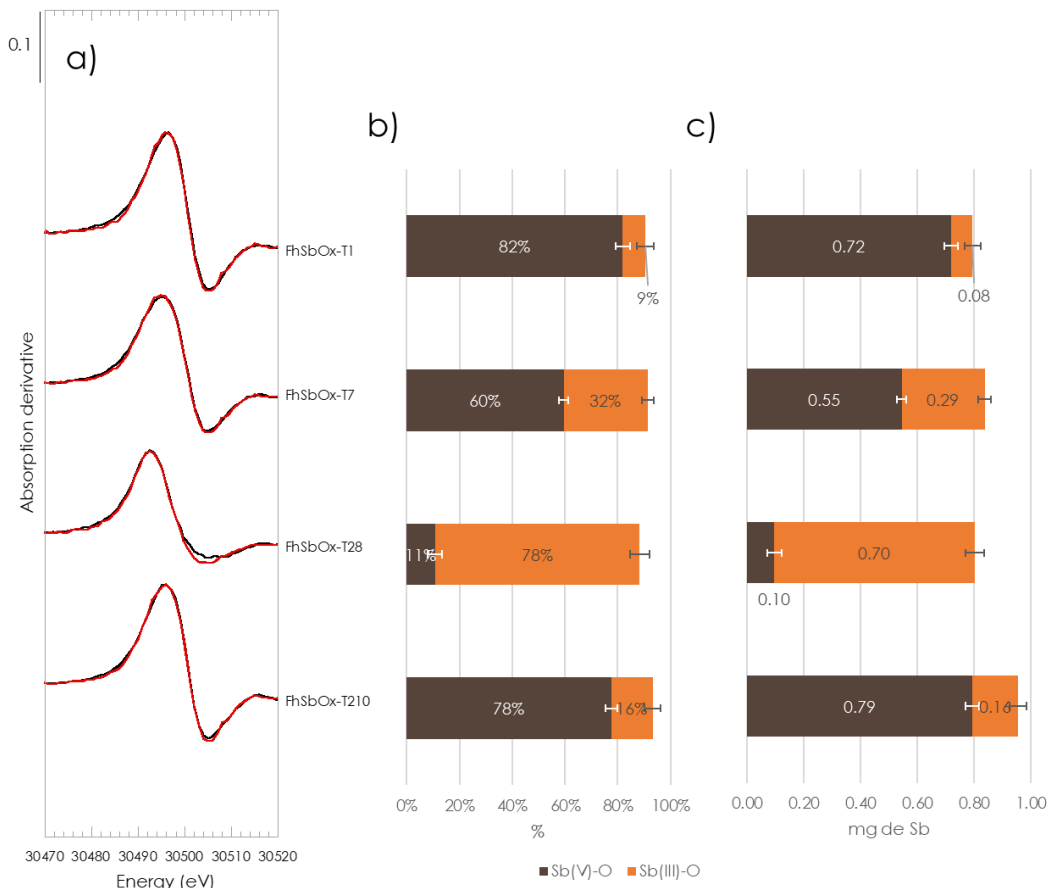 0.1
a)
b)
c)
Absorption derivative
FhSbOx-T1
FhSbOx-T7
FhSbOx-T28
FhSbOx-T210
30470 30480 30490 30500 30510 30520
Energy (eV)
82%
9%
60%
32%
11%
78%
78%
16%
0% 20% 40% 60% 80% 100%
%
0.72
0.08
0.55
0.29
0.70
0.10
0.79
0.16
0.00 0.20 0.40 0.60 0.80 1.00
mg de Sb
Sb(V)-O Sb(III)-O